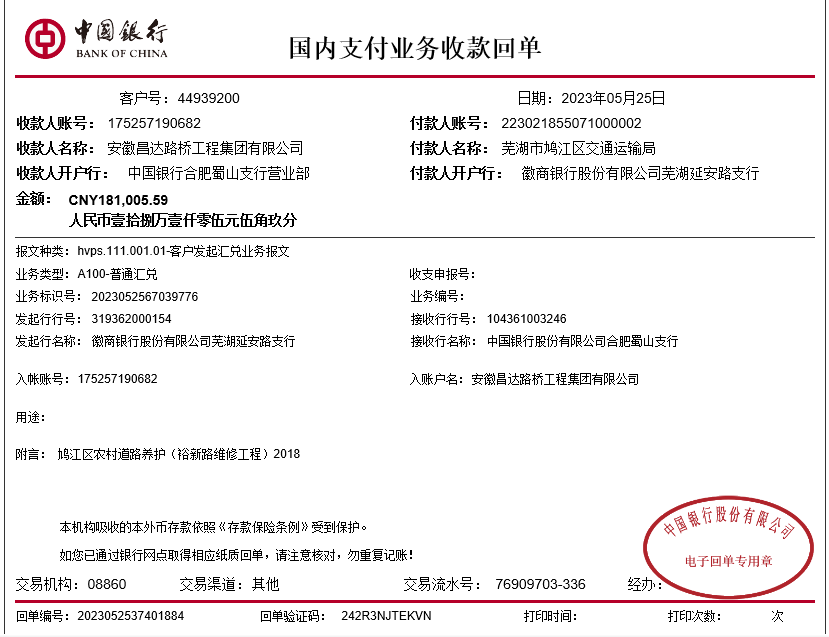 中国银行
BANK OF CHINA
国内支付业务收款回单
客户号：44939200 日期：2023年05月25日
收款人账号：175257190682 付款人账号：223021855071000002
收款人名称：安徽昌达路桥工程集团有限公司 付款人名称：芜湖市鸠江区交通运输局
收款人开户行：中国银行合肥蜀山支行营业部 付款人开户行：徽商银行股份有限公司芜湖延安路支行
金额：CNY181,005.59
人民币壹拾捌万壹仟零伍元伍角玖分
报文种类：hvps.111.001.01-客户发起汇兑业务报文
业务类型：A100-普通汇兑 收支申报号：
业务标识号：2023052567039776 业务编号：
发起行行号：319362000154 接收行行号：104361003246
发起行名称：徽商银行股份有限公司芜湖延安路支行 接收行名称：中国银行股份有限公司合肥蜀山支行
入帐账号：175257190682 入账户名：安徽昌达路桥工程集团有限公司
用途：
附言：鸠江区农村道路养护（裕新路维修工程）2018
本机构吸收的本外币存款依照《存款保险条例》受到保护。
如您已通过银行网点取得相应纸质回单，请注意核对，勿重复记账！
中国银行股份有限公司
电子回单专用章
交易机构：08860 交易渠道：其他 交易流水号：76909703-336 经办：
回单编号：2023052537401884 回单验证码：242R3NJTEKVN 打印时间： 打印次数： 次